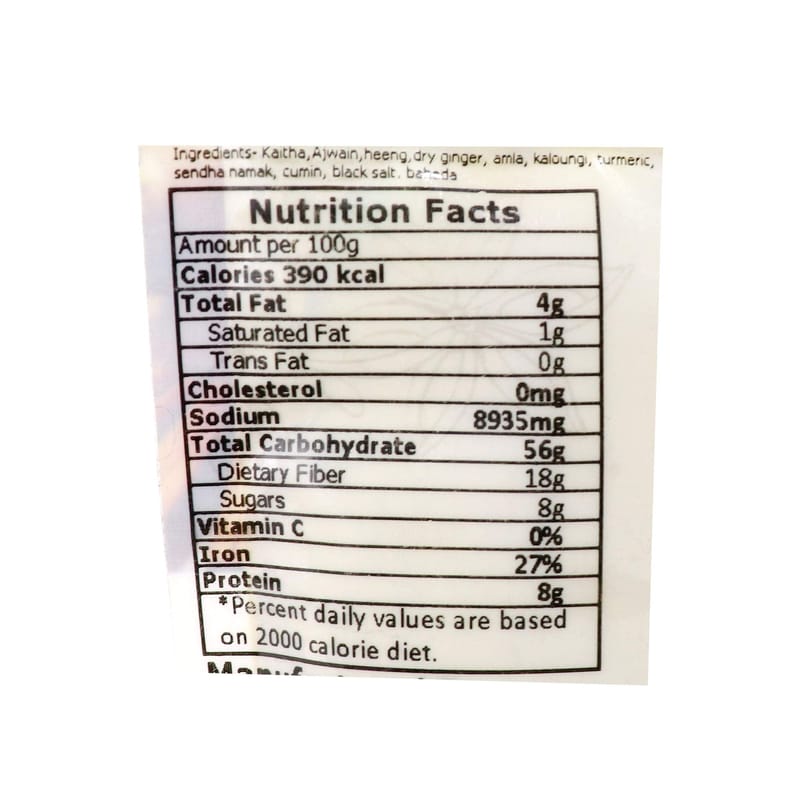 Ingredients- Kaitha,Ajwain,heeng,dry ginger, amla, kaloungi, turmeric,
sendha namak, cumin, black salt, baheda
Nutrition Facts
Amount per 100g
Calories 390 kcal
Total Fat 4g
Saturated Fat 1g
Trans Fat 0g
Cholesterol 0mg
Sodium 8935mg
Total Carbohydrate 56g
Dietary Fiber 18g
Sugars 8g
Vitamin C 0%
Iron 27%
Protein 8g
*Percent daily values are based
on 2000 calorie diet.